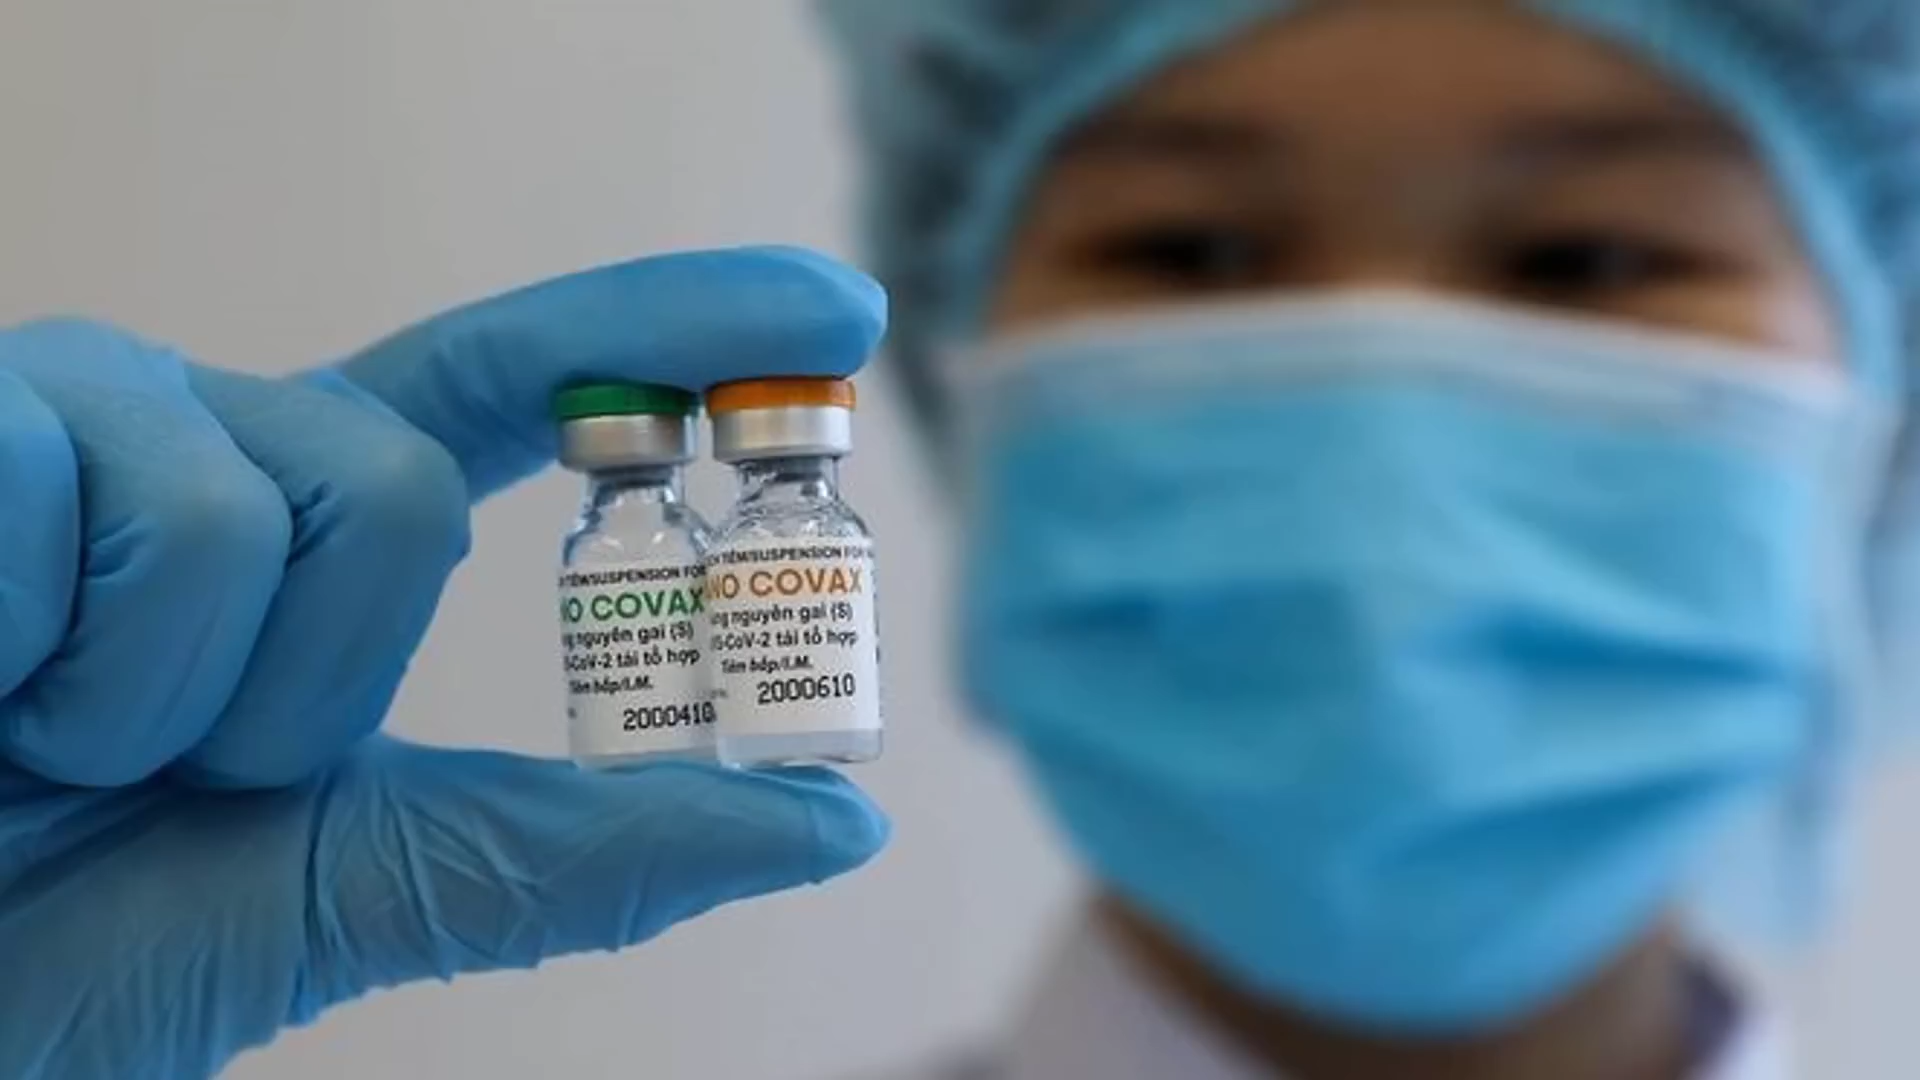 TIÊM/SUSPENSION FOR
NO COVAX
nguyên gai (S)
CoV-2 tái tổ hợp
Tiêm bắp/I.M.
2000410
TIÊM/SUSPENSION FOR
NO COVAX
ng nguyên gai (S)
S-CoV-2 tái tổ hợp
Tiêm bắp/I.M.
2000610